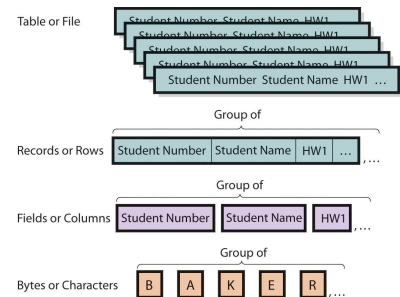 Student Number Student Name HW1
Table or File
Student Number Student Name HW1
Student Number Student Name HW1
Student Number Student Name HW1
Student Number Student Name HW1 ...
Group of
Records or Rows Student Number Student Name HW1 ... , ...
Group of
Fields or Columns Student Number Student Name HW1 , ...
Group of
Bytes or Characters B A K E R , ...